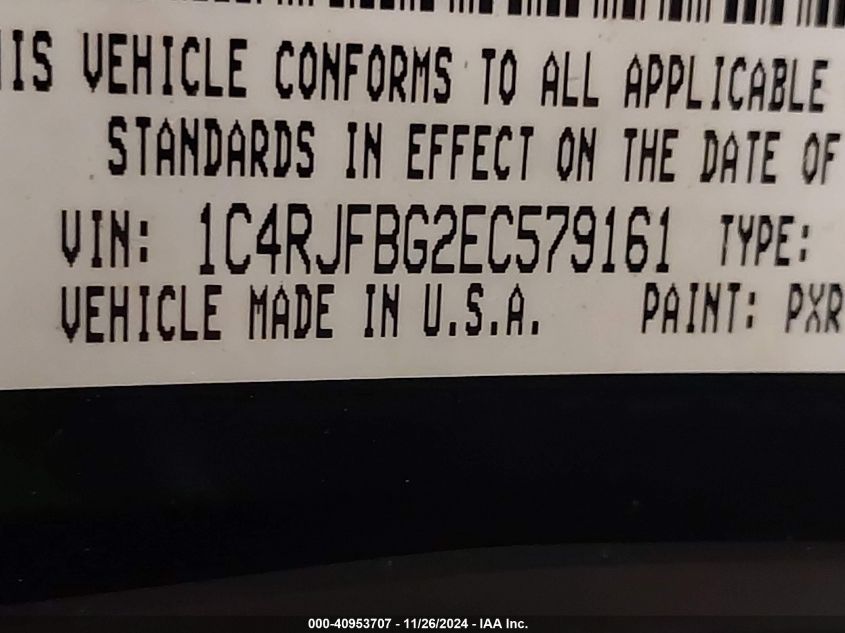 IS VEHICLE CONFORMS TO ALL APPLICABLE
STANDARDS IN EFFECT ON THE DATE OF
VIN: 1C4RJFBG2EC579161 TYPE:
VEHICLE MADE IN U.S.A. PAINT: PXR
000-40953707 - 11/26/2024 - IAA Inc.